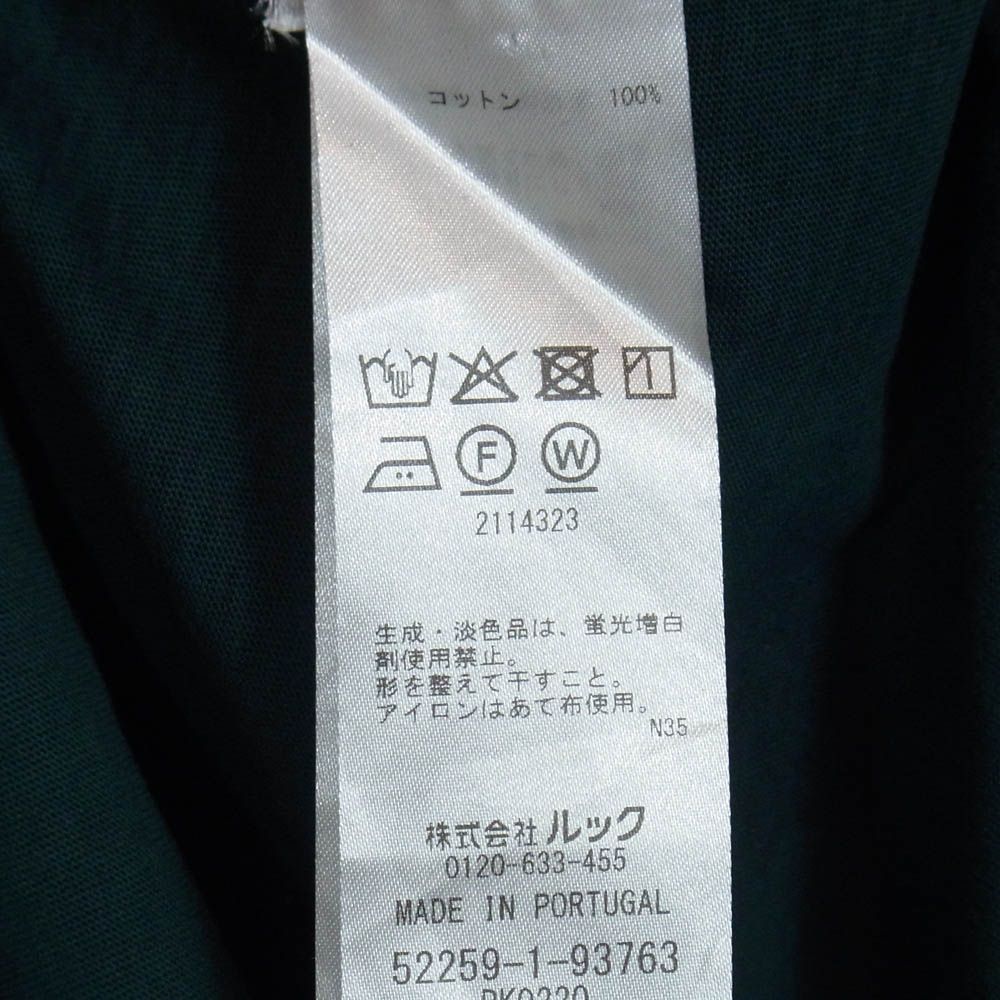 コットン 100%
F W
2114323
生成・淡色品は、蛍光増白
剤使用禁止。
形を整えて干すこと。
アイロンはあて布使用。
N35
株式会社ルック
0120-633-455
MADE IN PORTUGAL
52259-1-93763